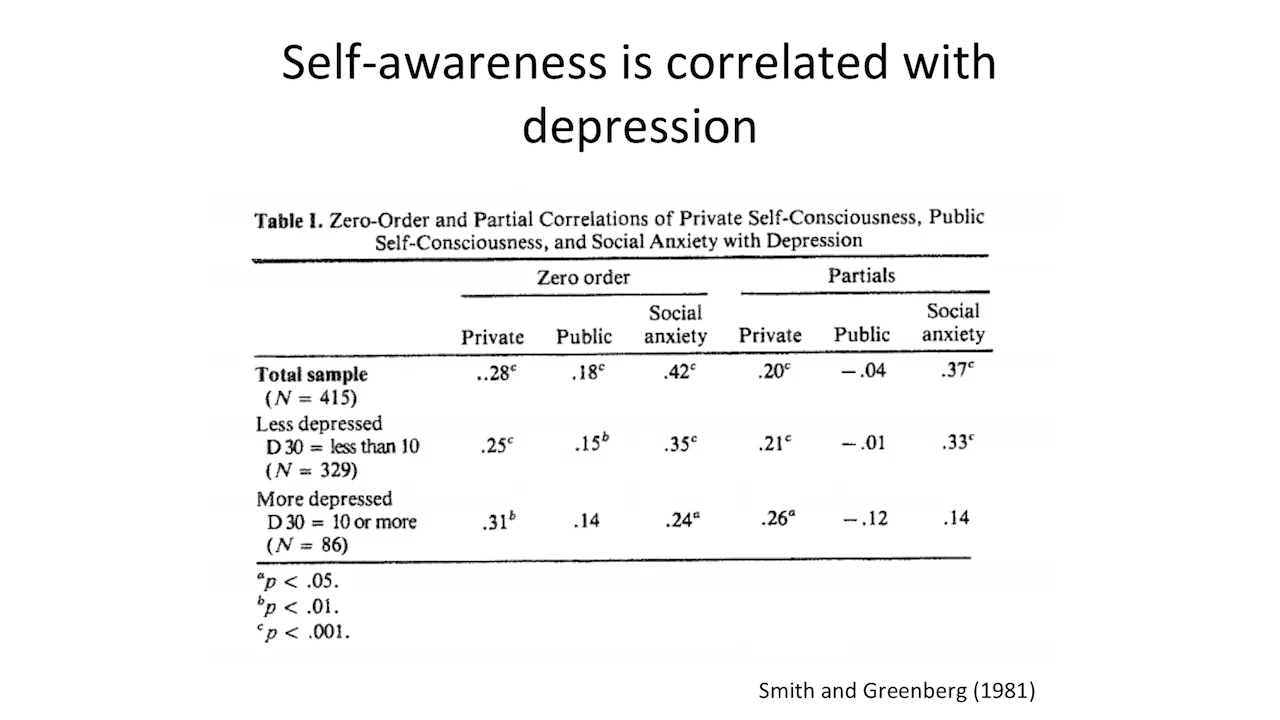 Self-awareness is correlated with
depression
Table I. Zero-Order and Partial Correlations of Private Self-Consciousness, Public
Self-Consciousness, and Social Anxiety with Depression
Zero order Partials
Social Social
Private Public anxiety Private Public anxiety
Total sample ..28ᶜ .18ᶜ .42ᶜ .20ᶜ −.04 .37ᶜ
(N = 415)
Less depressed
D 30 = less than 10 .25ᶜ .15ᵇ .35ᶜ .21ᶜ −.01 .33ᶜ
(N = 329)
More depressed
D 30 = 10 or more .31ᵇ .14 .24ᵃ .26ᵃ −.12 .14
(N = 86)
ᵃp < .05.
ᵇp < .01.
ᶜp < .001.
Smith and Greenberg (1981)